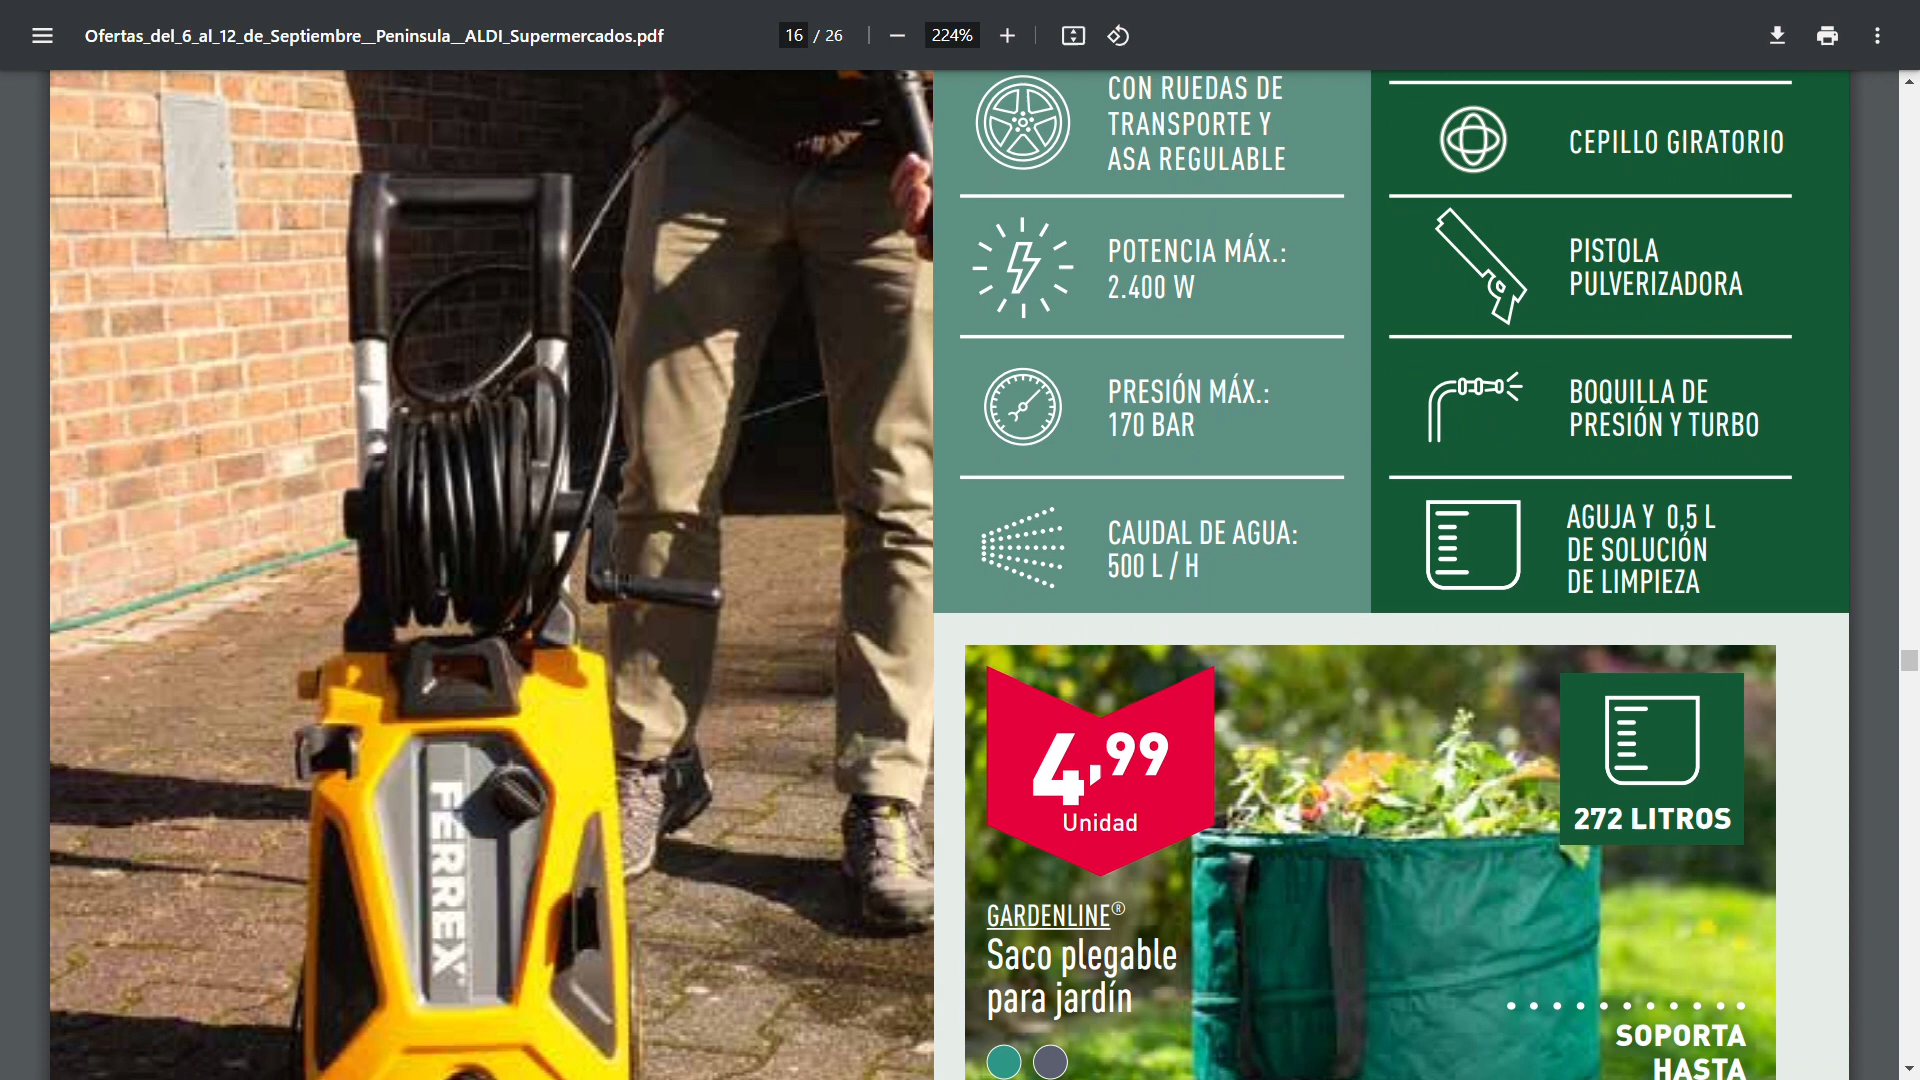 Ofertas_del_6_al_12_de_Septiembre__Peninsula__ALDI_Supermercados.pdf
16 / 26
224%
CON RUEDAS DE
TRANSPORTE Y
ASA REGULABLE
POTENCIA MÁX.:
2.400 W
PRESIÓN MÁX.:
170 BAR
CAUDAL DE AGUA:
500 L / H
CEPILLO GIRATORIO
PISTOLA
PULVERIZADORA
BOQUILLA DE
PRESIÓN Y TURBO
AGUJA Y 0,5 L
DE SOLUCIÓN
DE LIMPIEZA
FERREX
4,99
Unidad
272 LITROS
GARDENLINE®
Saco plegable
para jardín
SOPORTA
HASTA